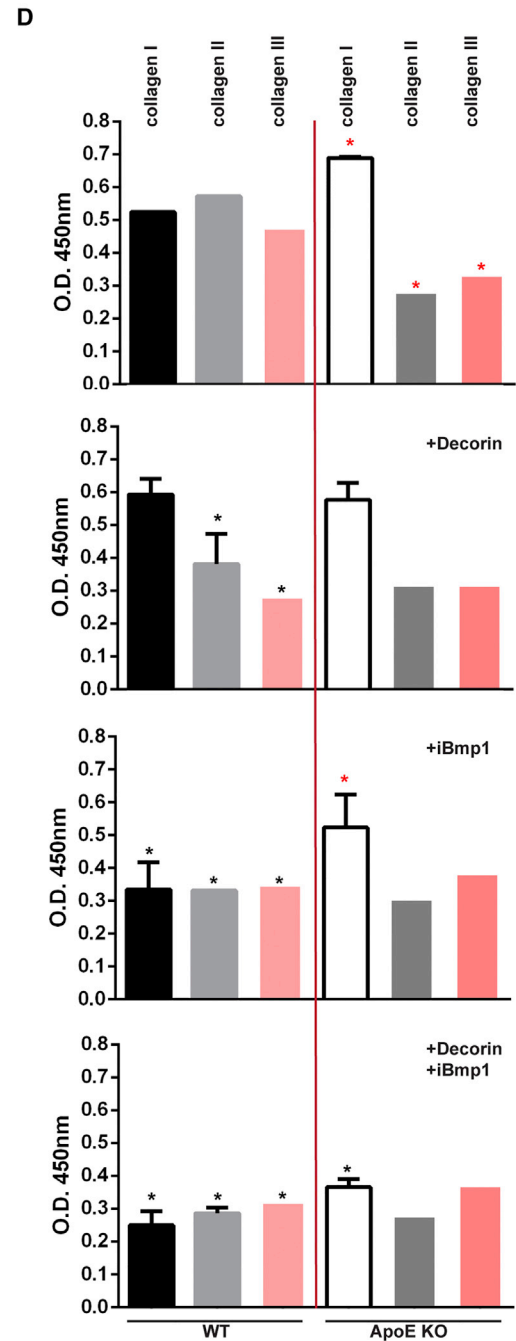 D
collagen I
collagen II
collagen III
collagen I
collagen II
collagen III
O.D. 450nm
0.8
0.7
0.6
0.5
0.4
0.3
0.2
0.1
0.0
*
*
*
+Decorin
O.D. 450nm
0.8
0.7
0.6
0.5
0.4
0.3
0.2
0.1
0.0
*
*
+iBmp1
O.D. 450nm
0.8
0.7
0.6
0.5
0.4
0.3
0.2
0.1
0.0
*
*
*
*
+Decorin
+iBmp1
O.D. 450nm
0.8
0.7
0.6
0.5
0.4
0.3
0.2
0.1
0.0
*
*
*
*
WT
ApoE KO